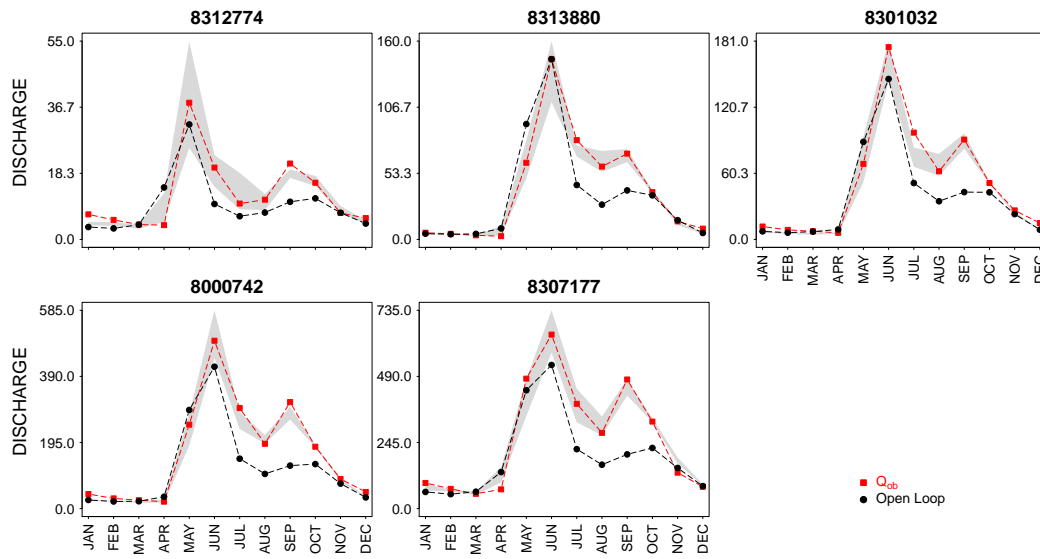 8312774
8313880
8301032
DISCHARGE
55.0
36.7
18.3
0.0
160.0
106.7
53.3
0.0
181.0
120.7
60.3
0.0
JAN
FEB
MAR
APR
MAY
JUN
JUL
AUG
SEP
OCT
NOV
DEC
8000742
8307177
DISCHARGE
585.0
390.0
195.0
0.0
735.0
490.0
245.0
0.0
JAN
FEB
MAR
APR
MAY
JUN
JUL
AUG
SEP
OCT
NOV
DEC
JAN
FEB
MAR
APR
MAY
JUN
JUL
AUG
SEP
OCT
NOV
DEC
Qob
Open Loop